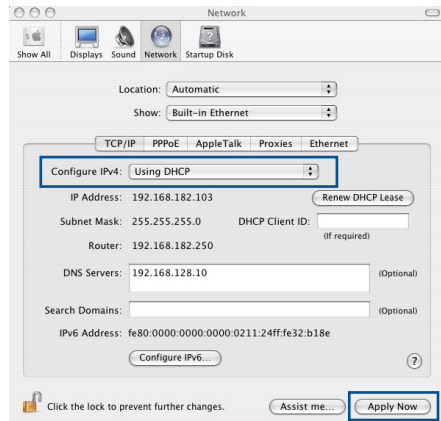 Network
Show All Displays Sound Network Startup Disk
Location: Automatic
Show: Built-in Ethernet
TCP/IP PPPoE AppleTalk Proxies Ethernet
Configure IPv4: Using DHCP
IP Address: 192.168.182.103 Renew DHCP Lease
Subnet Mask: 255.255.255.0 DHCP Client ID:
(If required)
Router: 192.168.182.250
DNS Servers: 192.168.128.10 (Optional)
Search Domains: (Optional)
IPv6 Address: fe80:0000:0000:0000:0211:24ff:fe32:b18e
Configure IPv6... ?
Click the lock to prevent further changes. Assist me... Apply Now